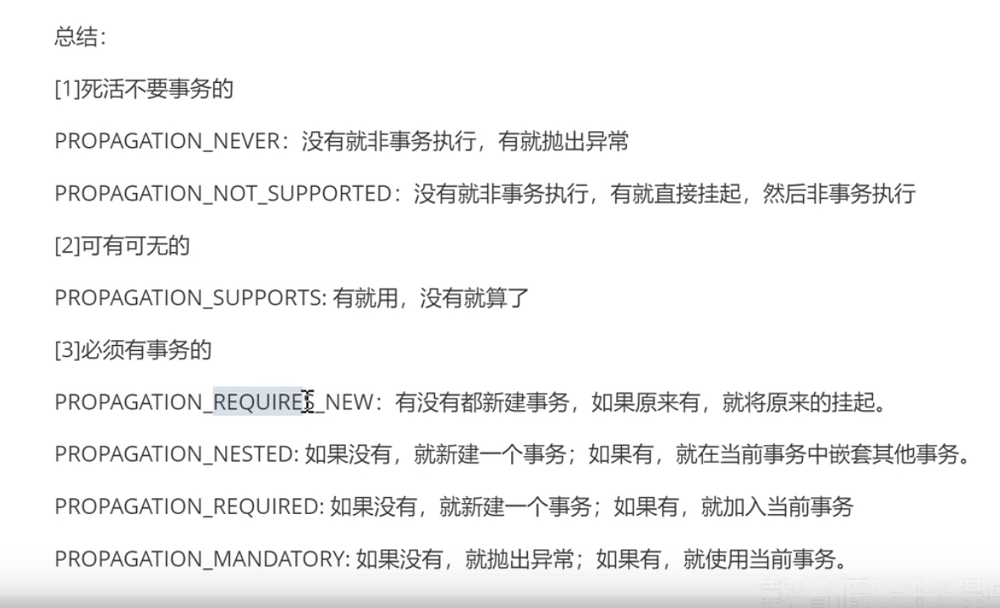 总结：
[1]死活不要事务的
PROPAGATION_NEVER：没有就非事务执行，有就抛出异常
PROPAGATION_NOT_SUPPORTED：没有就非事务执行，有就直接挂起，然后非事务执行
[2]可有可无的
PROPAGATION_SUPPORTS: 有就用，没有就算了
[3]必须有事务的
PROPAGATION_REQUIRES_NEW：有没有都新建事务，如果原来有，就将原来的挂起。
PROPAGATION_NESTED: 如果没有，就新建一个事务；如果有，就在当前事务中嵌套其他事务。
PROPAGATION_REQUIRED: 如果没有，就新建一个事务；如果有，就加入当前事务
PROPAGATION_MANDATORY: 如果没有，就抛出异常；如果有，就使用当前事务。